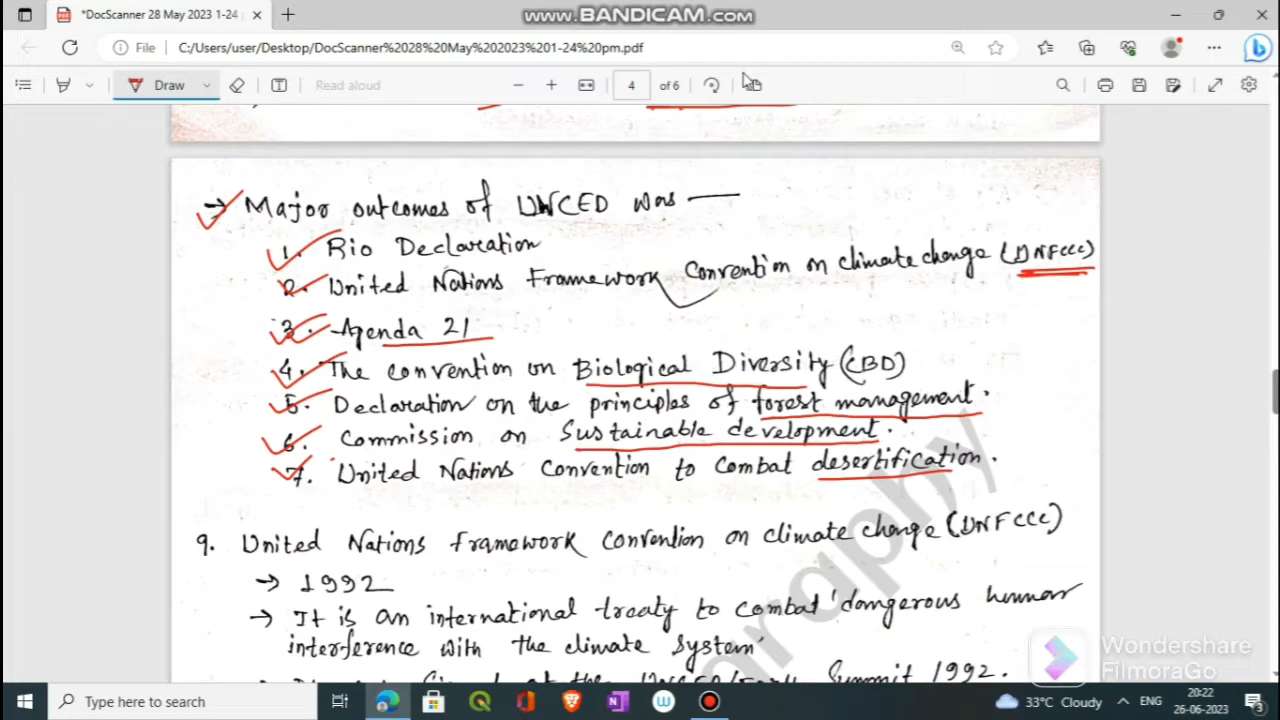 *DocScanner 28 May 2023 1-24
www.BANDICAM.com
File
C:/Users/user/Desktop/DocScanner%2028%20May%202023%201-24%20pm.pdf
Draw
Read aloud
4
of 6
→ Major outcomes of UNCED was —
1. Rio Declaration
2. United Nations Framework Convention on climate change (UNFCCC)
3. Agenda 21
4. The convention on Biological Diversity (CBD)
5. Declaration on the principles of forest management.
6. Commission on Sustainable development.
7. United Nations Convention to Combat desertification.
9. United Nations Framework Convention on climate change (UNFCCC)
→ 1992
→ It is an international treaty to combat 'dangerous human
interference with the climate system'
Summit 1992.
raphy
Wondershare
FilmoraGo
Type here to search
33°C Cloudy
ENG
20:22
26-06-2023
3